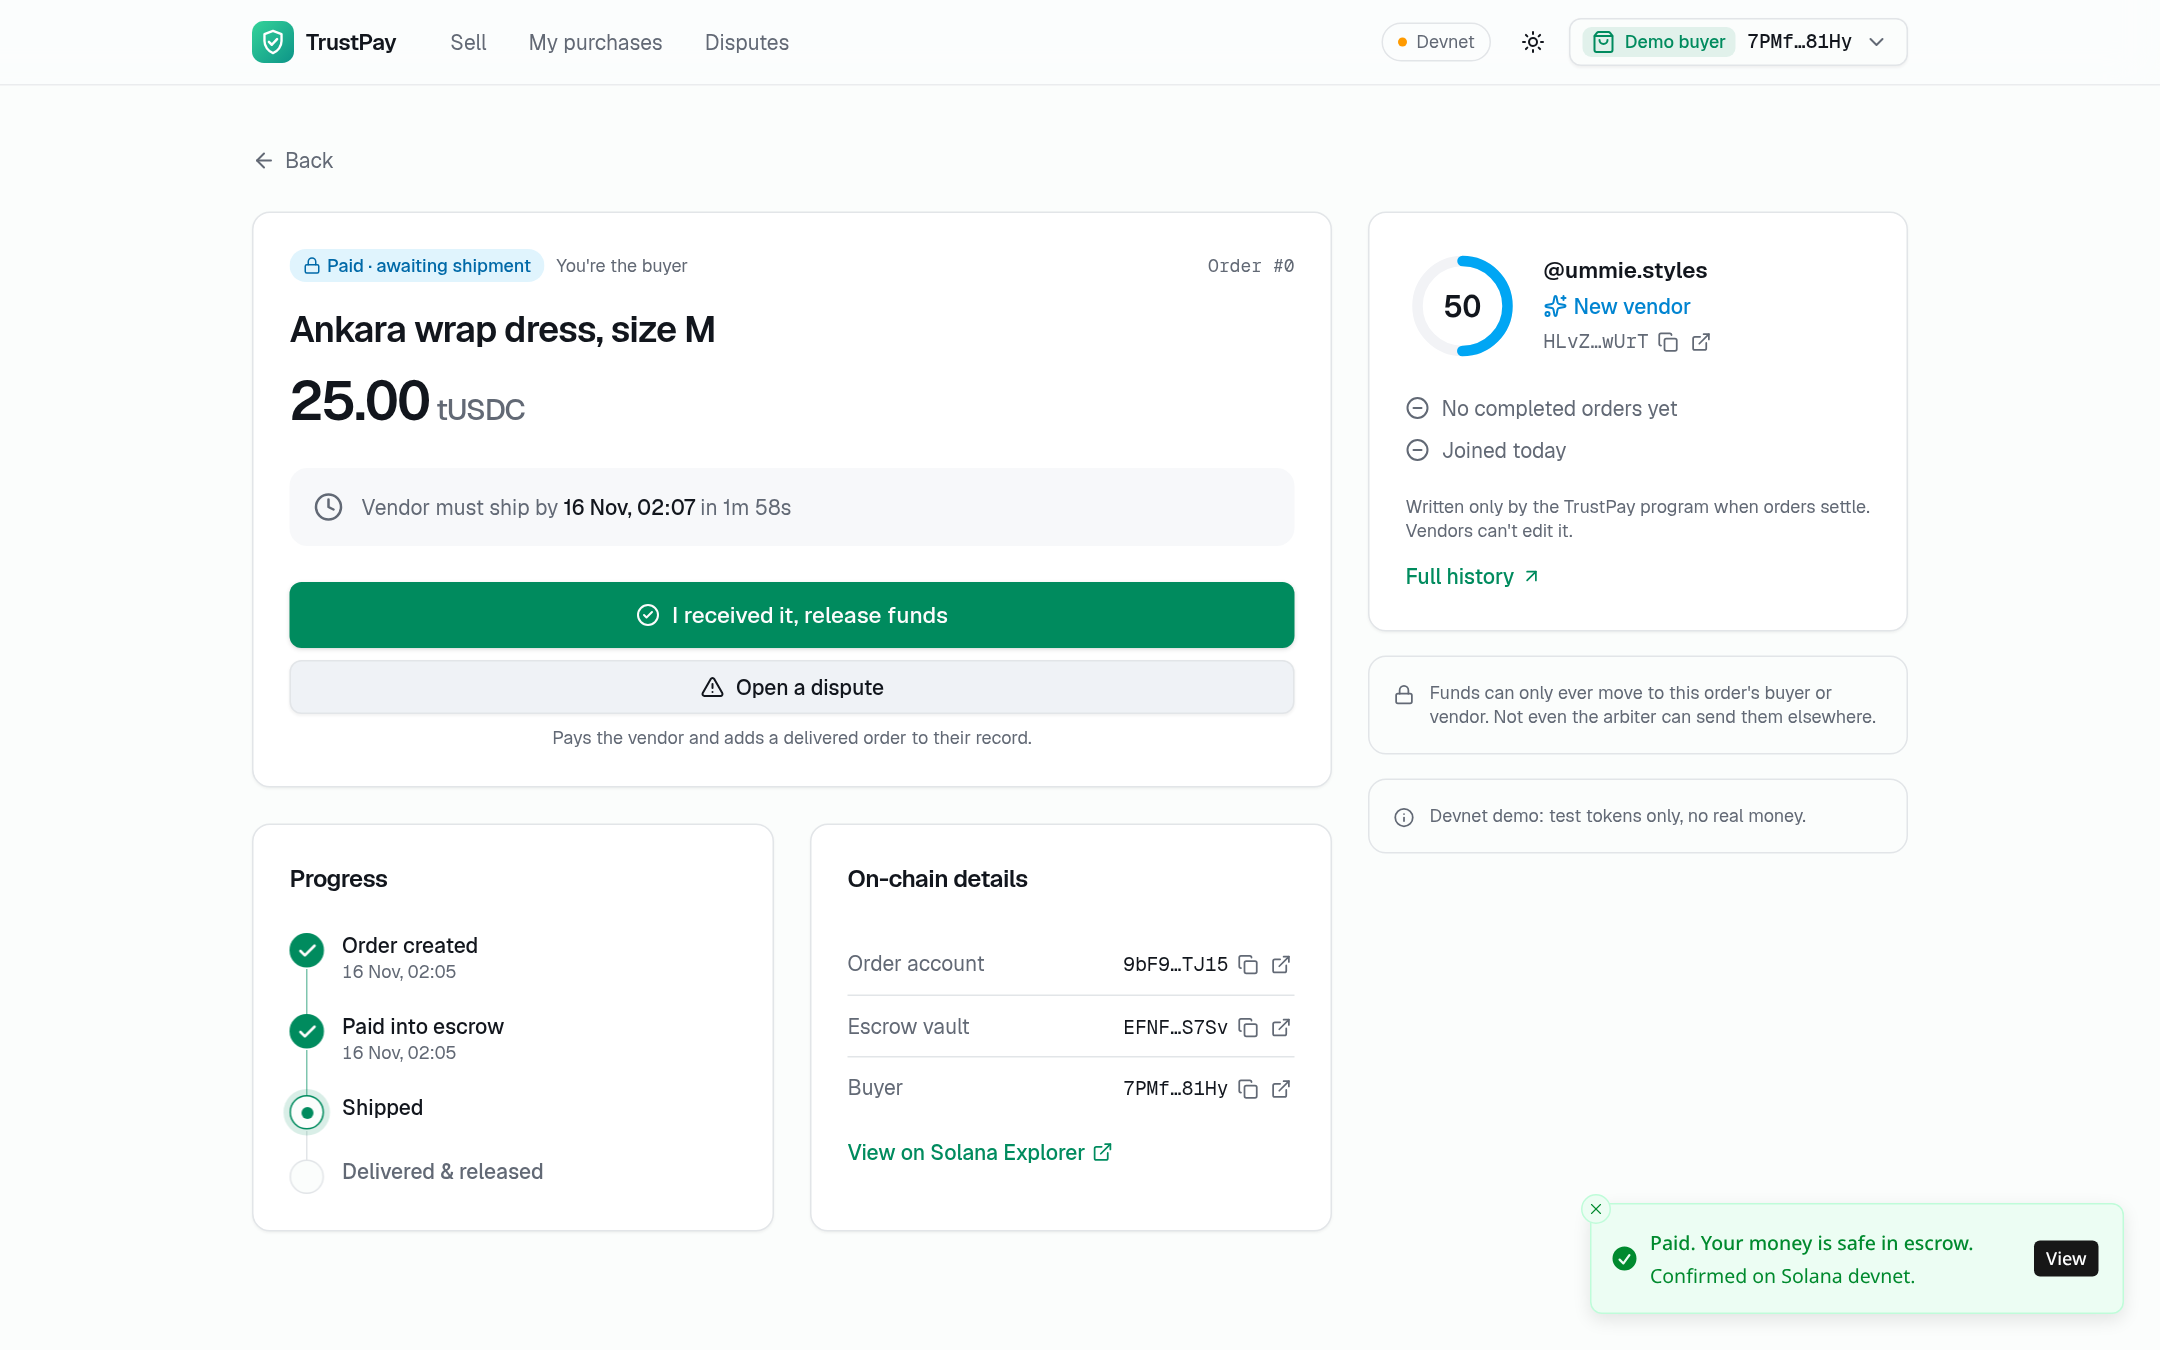 TrustPay
Sell
My purchases
Disputes
Devnet
Demo buyer
7PMf…81Hy
Back
Paid · awaiting shipment
You're the buyer
Order #0
Ankara wrap dress, size M
25.00 tUSDC
Vendor must ship by 16 Nov, 02:07 in 1m 58s
I received it, release funds
Open a dispute
Pays the vendor and adds a delivered order to their record.
50
@ummie.styles
New vendor
HLvZ…wUrT
No completed orders yet
Joined today
Written only by the TrustPay program when orders settle.
Vendors can't edit it.
Full history
Funds can only ever move to this order's buyer or
vendor. Not even the arbiter can send them elsewhere.
Devnet demo: test tokens only, no real money.
Progress
Order created
16 Nov, 02:05
Paid into escrow
16 Nov, 02:05
Shipped
Delivered & released
On-chain details
Order account
9bF9…TJ15
Escrow vault
EFNF…S7Sv
Buyer
7PMf…81Hy
View on Solana Explorer
Paid. Your money is safe in escrow.
Confirmed on Solana devnet.
View